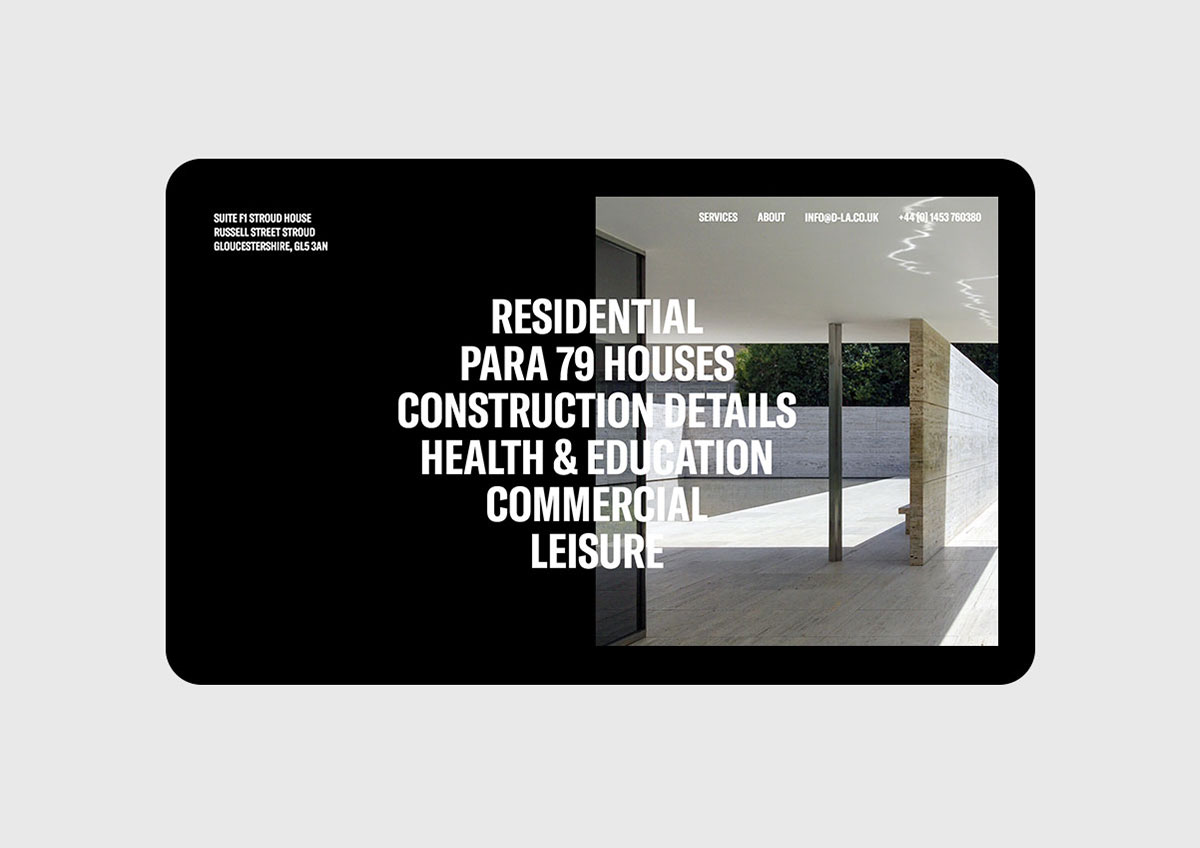 SUITE F1 STROUD HOUSE
RUSSELL STREET STROUD
GLOUCESTERSHIRE, GL5 3AN
SERVICES ABOUT INFO@D-LA.CO.UK +44 [0] 1453 760380
RESIDENTIAL
PARA 79 HOUSES
CONSTRUCTION DETAILS
HEALTH & EDUCATION
COMMERCIAL
LEISURE